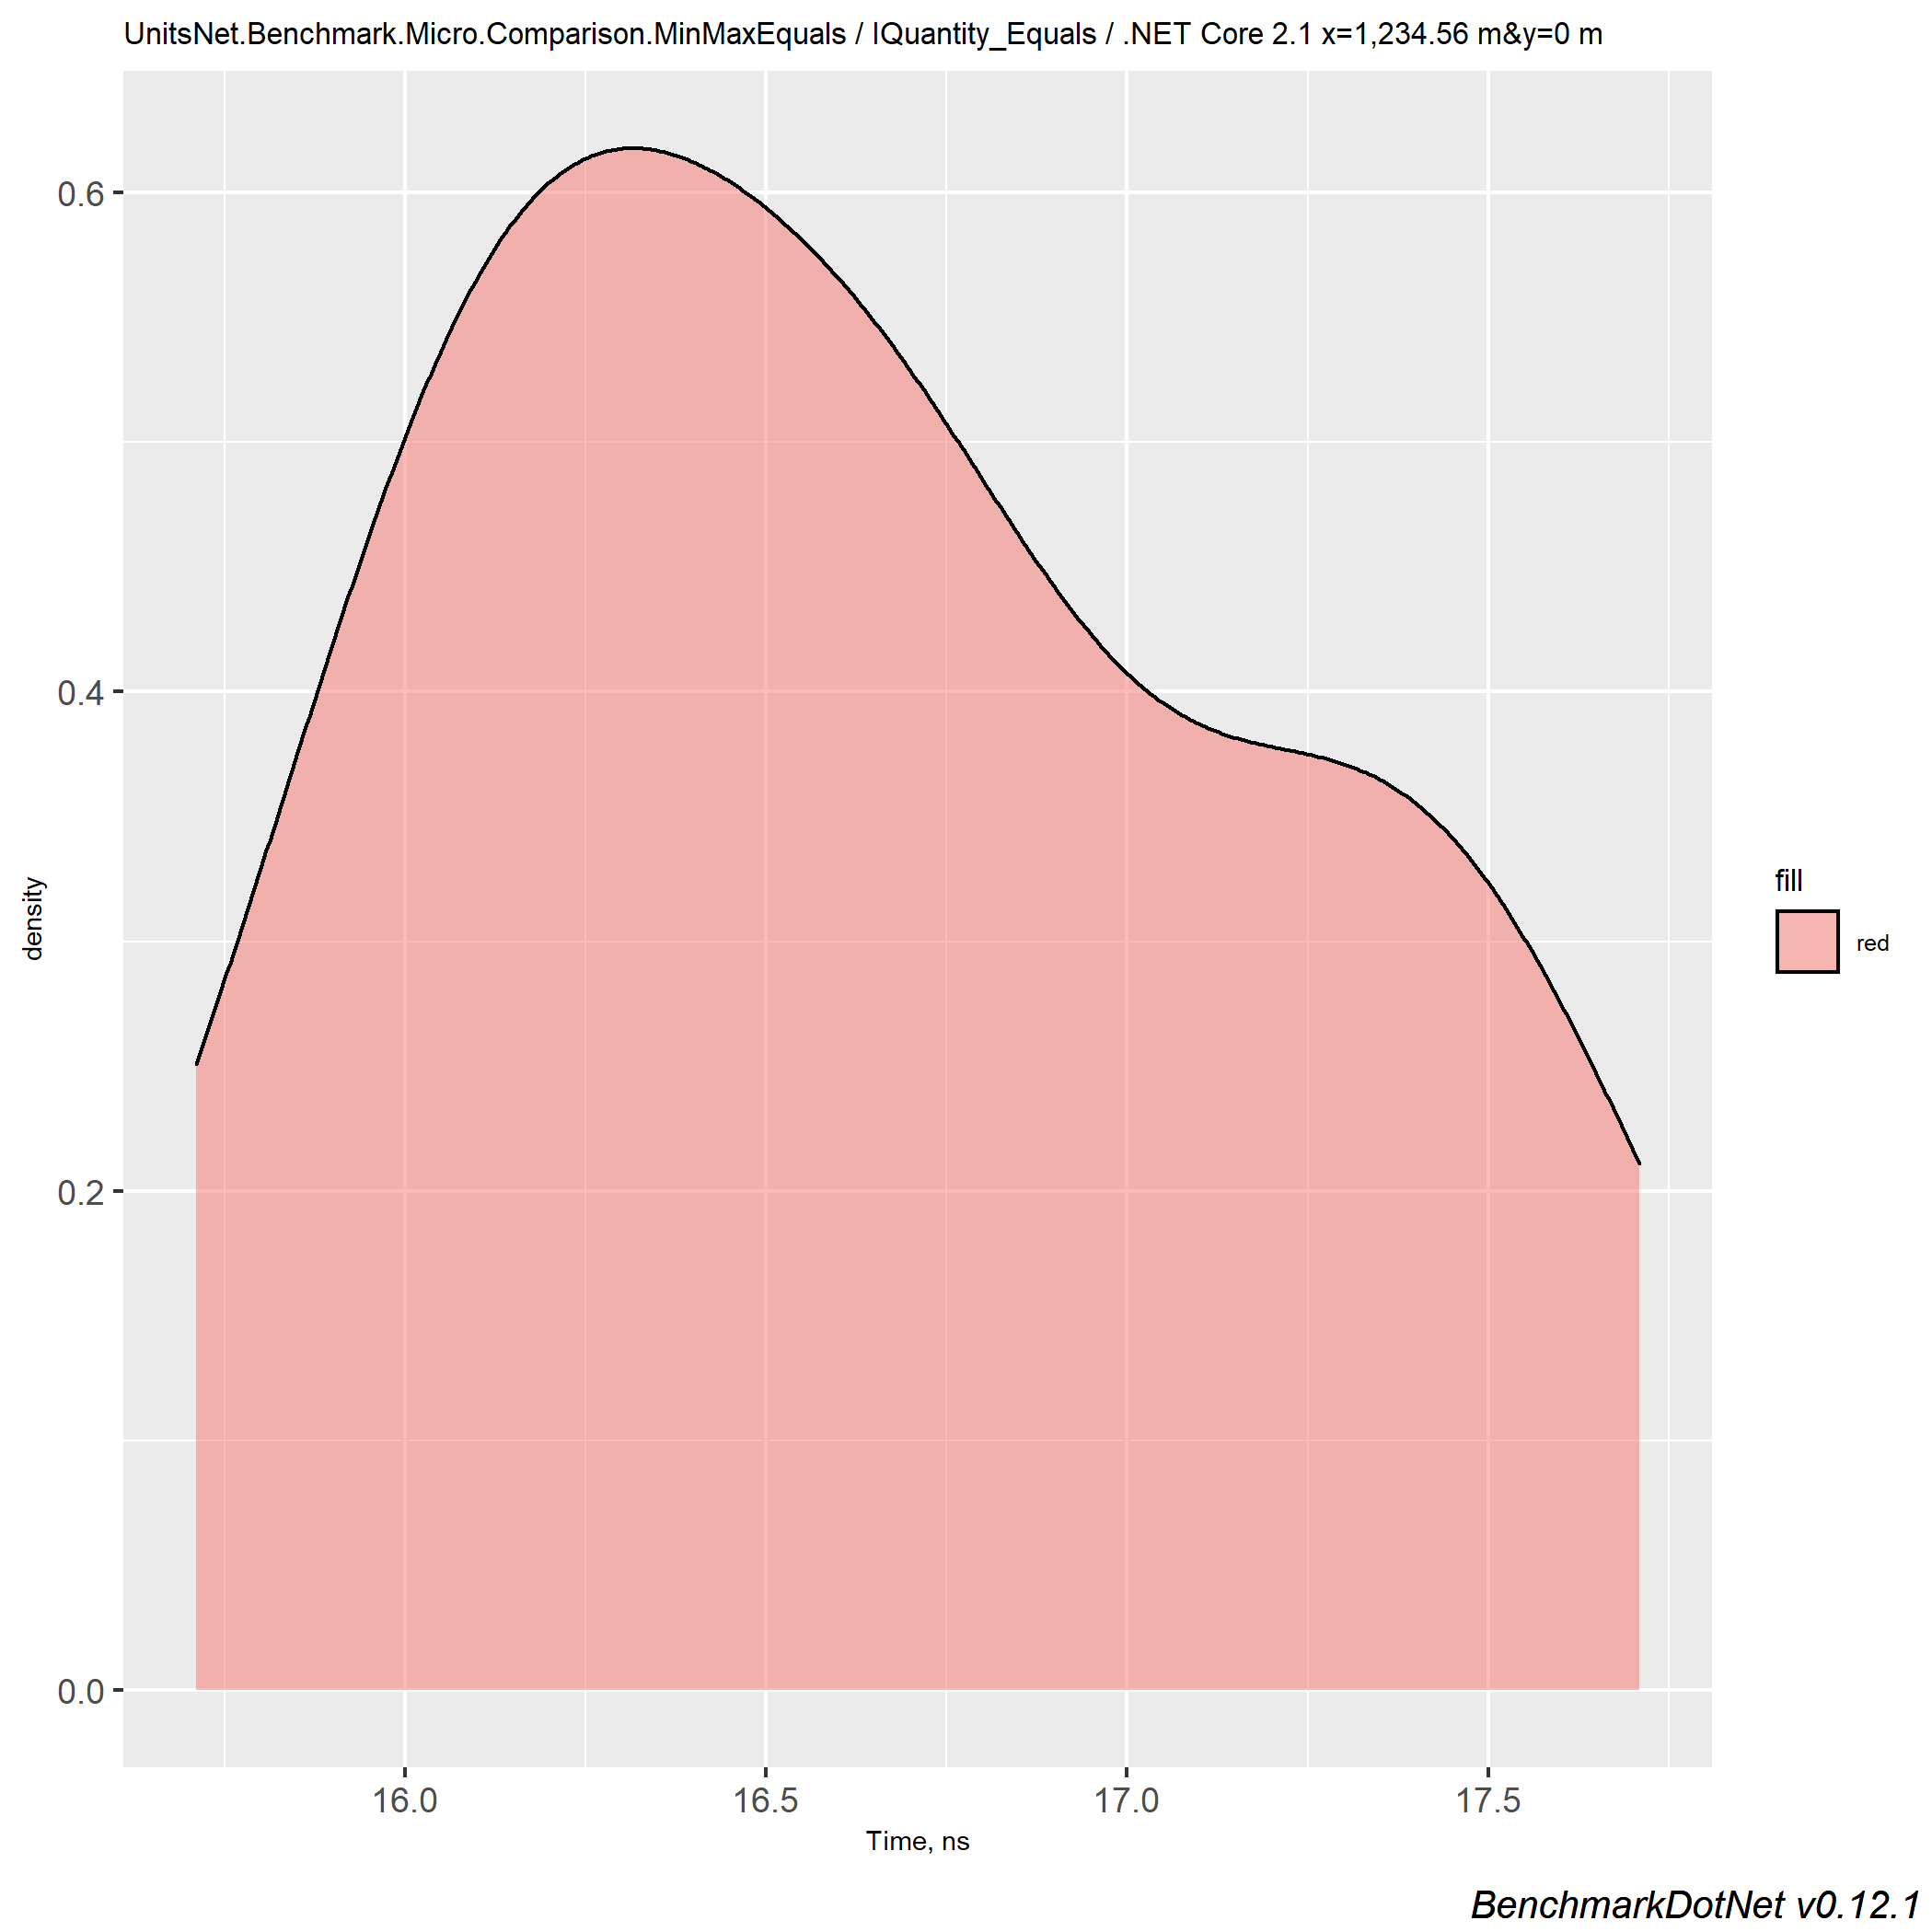 UnitsNet.Benchmark.Micro.Comparison.MinMaxEquals / IQuantity_Equals / .NET Core 2.1 x=1,234.56 m&y=0 m
0.6
0.4
0.2
0.0
density
16.0 16.5 17.0 17.5
Time, ns
fill
red
BenchmarkDotNet v0.12.1